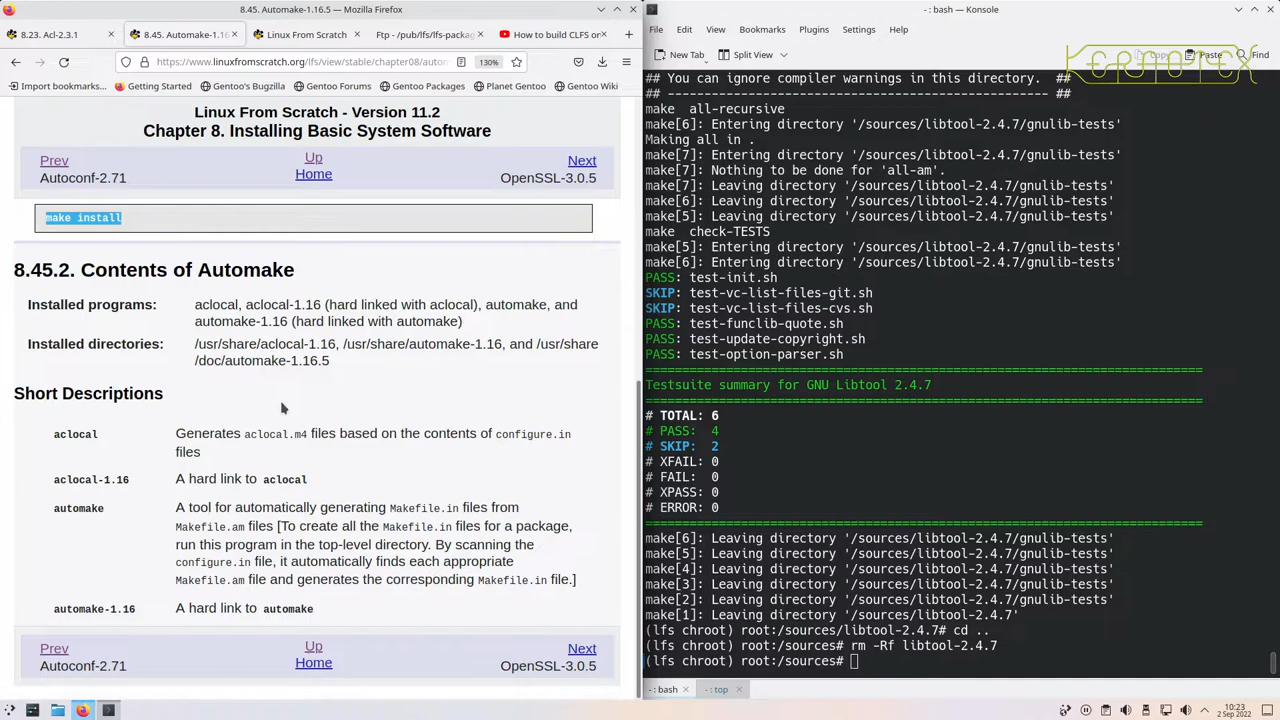 8.45. Automake-1.16.5 — Mozilla Firefox
8.23. Acl-2.3.1
8.45. Automake-1.16
Linux From Scratch
Ftp - /pub/lfs/lfs-packag
How to build CLFS on
https://www.linuxfromscratch.org/lfs/view/stable/chapter08/auto
80%
Import bookmarks...
Getting Started
Gentoo's Bugzilla
Gentoo Forums
Gentoo Packages
Planet Gentoo
Gentoo Wiki
Linux From Scratch - Version 11.2
Chapter 8. Installing Basic System Software
Prev
Up
Next
Autoconf-2.71
Home
OpenSSL-3.0.5
make install
8.45.2. Contents of Automake
Installed programs: aclocal, aclocal-1.16 (hard linked with aclocal), automake, and
automake-1.16 (hard linked with automake)
Installed directories: /usr/share/aclocal-1.16, /usr/share/automake-1.16, and /usr/share
/doc/automake-1.16.5
Short Descriptions
aclocal Generates aclocal.m4 files based on the contents of configure.in
files
aclocal-1.16 A hard link to aclocal
automake A tool for automatically generating Makefile.in files from
Makefile.am files [To create all the Makefile.in files for a package,
run this program in the top-level directory. By scanning the
configure.in file, it automatically finds each appropriate
Makefile.am file and generates the corresponding Makefile.in file.]
automake-1.16 A hard link to automake
Prev
Up
Next
Autoconf-2.71
Home
OpenSSL-3.0.5
- : bash — Konsole
File Edit View Bookmarks Plugins Settings Help
New Tab
Split View
Copy
Paste
Find
KERNOTEX
## You can ignore compiler warnings in this directory.  ##
## ------------------------------------------------ ##
make  all-recursive
make[6]: Entering directory '/sources/libtool-2.4.7/gnulib-tests'
Making all in .
make[7]: Entering directory '/sources/libtool-2.4.7/gnulib-tests'
make[7]: Nothing to be done for 'all-am'.
make[7]: Leaving directory '/sources/libtool-2.4.7/gnulib-tests'
make[6]: Leaving directory '/sources/libtool-2.4.7/gnulib-tests'
make[5]: Leaving directory '/sources/libtool-2.4.7/gnulib-tests'
make  check-TESTS
make[5]: Entering directory '/sources/libtool-2.4.7/gnulib-tests'
make[6]: Entering directory '/sources/libtool-2.4.7/gnulib-tests'
PASS: test-init.sh
SKIP: test-vc-list-files-git.sh
SKIP: test-vc-list-files-cvs.sh
PASS: test-funclib-quote.sh
PASS: test-update-copyright.sh
PASS: test-option-parser.sh
============================================================================
Testsuite summary for GNU Libtool 2.4.7
============================================================================
# TOTAL: 6
# PASS:  4
# SKIP:  2
# XFAIL: 0
# FAIL:  0
# XPASS: 0
# ERROR: 0
============================================================================
make[6]: Leaving directory '/sources/libtool-2.4.7/gnulib-tests'
make[5]: Leaving directory '/sources/libtool-2.4.7/gnulib-tests'
make[4]: Leaving directory '/sources/libtool-2.4.7/gnulib-tests'
make[3]: Leaving directory '/sources/libtool-2.4.7/gnulib-tests'
make[2]: Leaving directory '/sources/libtool-2.4.7/gnulib-tests'
make[1]: Leaving directory '/sources/libtool-2.4.7'
(lfs chroot) root:/sources/libtool-2.4.7# cd ..
(lfs chroot) root:/sources# rm -Rf libtool-2.4.7
(lfs chroot) root:/sources#
- : bash
- : top
10:23
2 Sep 2022